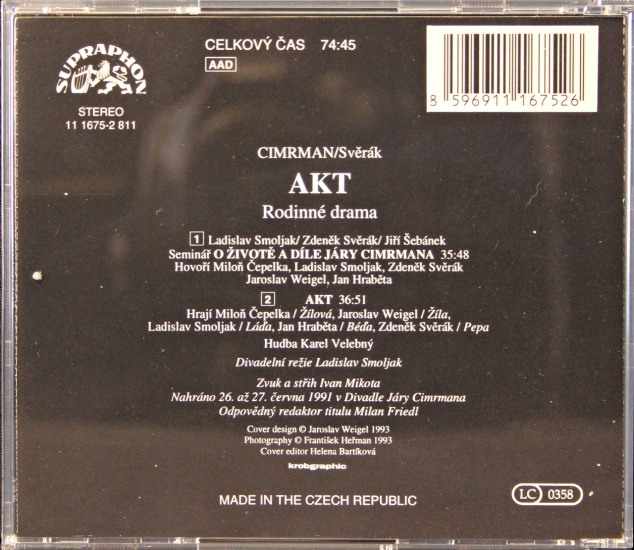 SUPRAPHON
STEREO
11 1675-2 811
CELKOVÝ ČAS 74:45
AAD
8 596911 167526
CIMRMAN/Svěrák
AKT
Rodinné drama
1 Ladislav Smoljak/ Zdeněk Svěrák/ Jiří Šebánek
Seminář O ŽIVOTĚ A DÍLE JÁRY CIMRMANA 35:48
Hovoří Miloň Čepelka, Ladislav Smoljak, Zdeněk Svěrák
Jaroslav Weigel, Jan Hraběta
2 AKT 36:51
Hrají Miloň Čepelka / Žílová, Jaroslav Weigel / Žíla,
Ladislav Smoljak / Láďa, Jan Hraběta / Béďa, Zdeněk Svěrák / Pepa
Hudba Karel Velebný
Divadelní režie Ladislav Smoljak
Zvuk a střih Ivan Mikota
Nahráno 26. až 27. června 1991 v Divadle Járy Cimrmana
Odpovědný redaktor titulu Milan Friedl
Cover design © Jaroslav Weigel 1993
Photography © František Heřman 1993
Cover editor Helena Bartíková
krobgraphic
MADE IN THE CZECH REPUBLIC
LC 0358